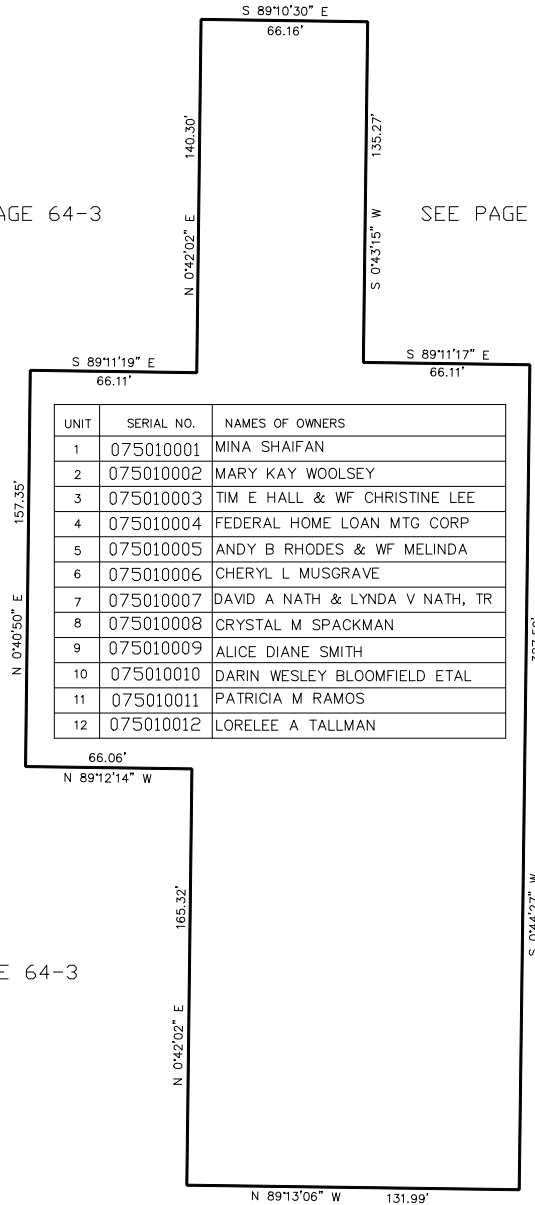 S 89°10'30" E
66.16'
140.30'
135.27'
AGE 64-3
SEE PAGE
N 0°42'02" E
S 0°43'15" W
S 89°11'19" E
66.11'
S 89°11'17" E
66.11'
UNIT SERIAL NO. NAMES OF OWNERS
1 075010001 MINA SHAIFAN
2 075010002 MARY KAY WOOLSEY
3 075010003 TIM E HALL & WF CHRISTINE LEE
4 075010004 FEDERAL HOME LOAN MTG CORP
5 075010005 ANDY B RHODES & WF MELINDA
6 075010006 CHERYL L MUSGRAVE
7 075010007 DAVID A NATH & LYNDA V NATH, TR
8 075010008 CRYSTAL M SPACKMAN
9 075010009 ALICE DIANE SMITH
10 075010010 DARIN WESLEY BLOOMFIELD ETAL
11 075010011 PATRICIA M RAMOS
12 075010012 LORELEE A TALLMAN
157.35'
N 0°40'50" E
66.06'
N 89°12'14" W
165.32'
S 0°44'27" W
E 64-3
N 0°42'02" E
N 89°13'06" W 131.99'